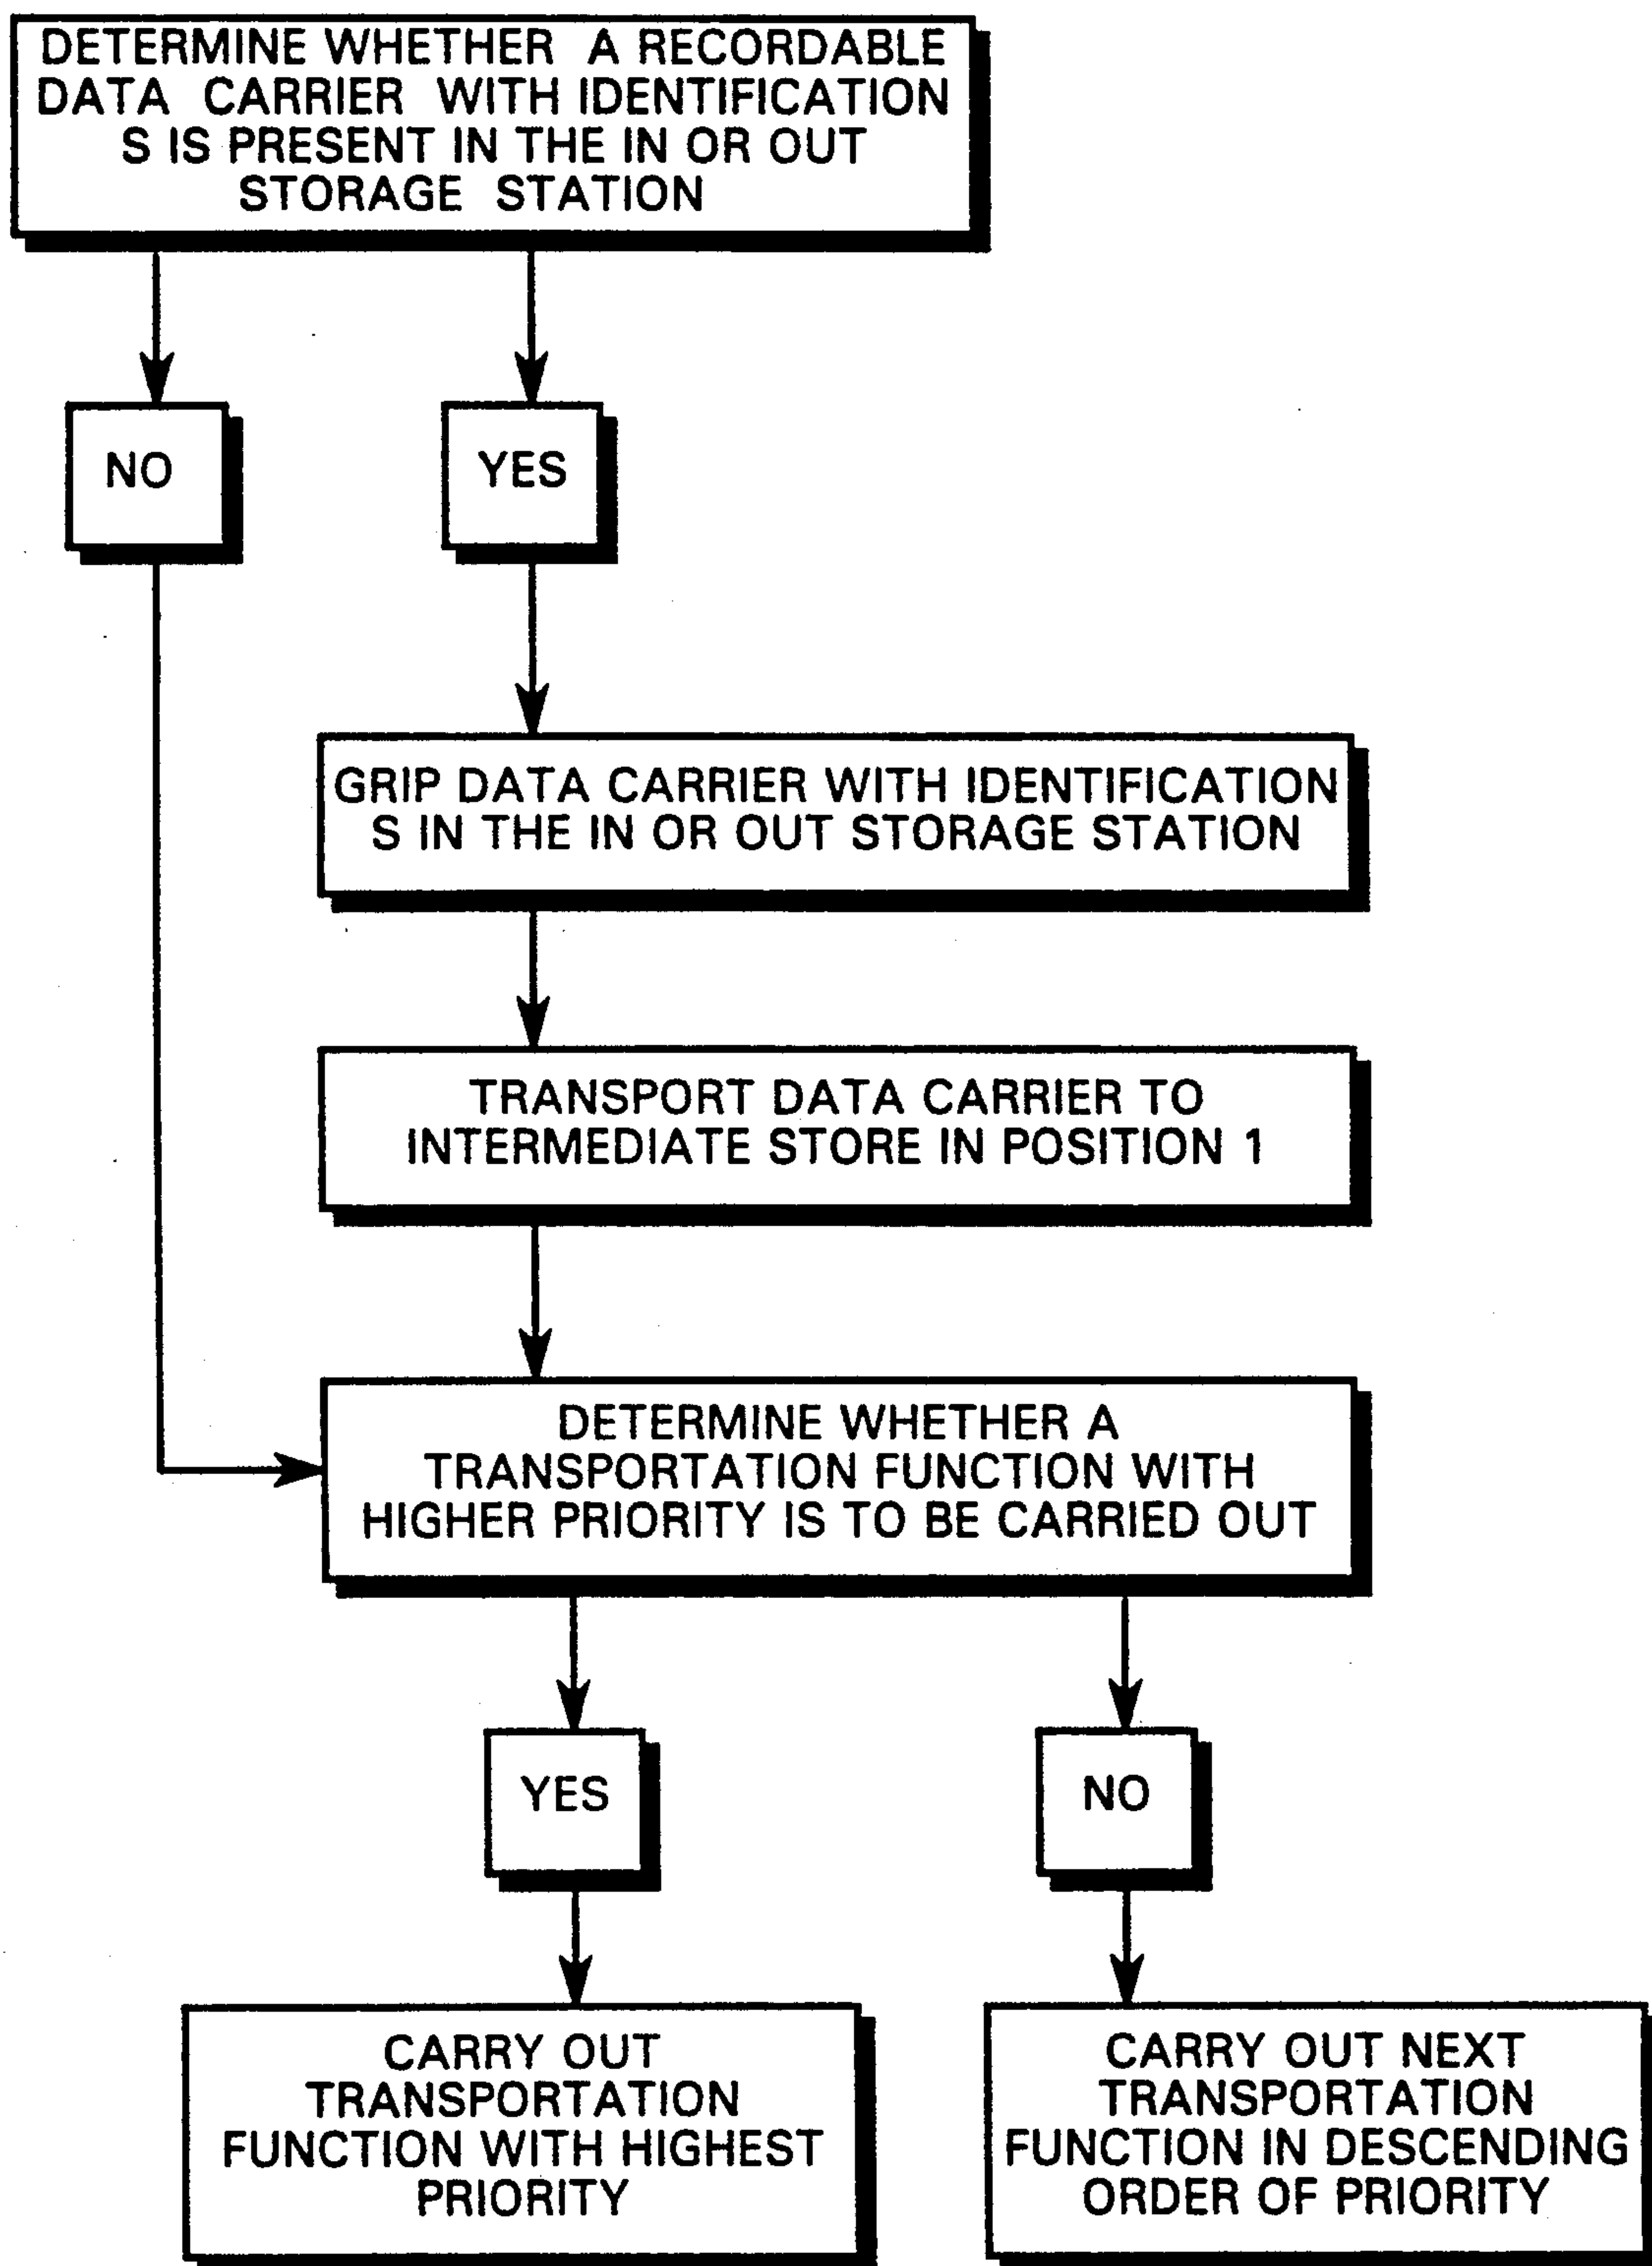 DETERMINE WHETHER A RECORDABLE
DATA CARRIER WITH IDENTIFICATION
S IS PRESENT IN THE IN OR OUT
STORAGE STATION
NO
YES
GRIP DATA CARRIER WITH IDENTIFICATION
S IN THE IN OR OUT STORAGE STATION
TRANSPORT DATA CARRIER TO
INTERMEDIATE STORE IN POSITION 1
DETERMINE WHETHER A
TRANSPORTATION FUNCTION WITH
HIGHER PRIORITY IS TO BE CARRIED OUT
YES
NO
CARRY OUT
TRANSPORTATION
FUNCTION WITH HIGHEST
PRIORITY
CARRY OUT NEXT
TRANSPORTATION
FUNCTION IN DESCENDING
ORDER OF PRIORITY